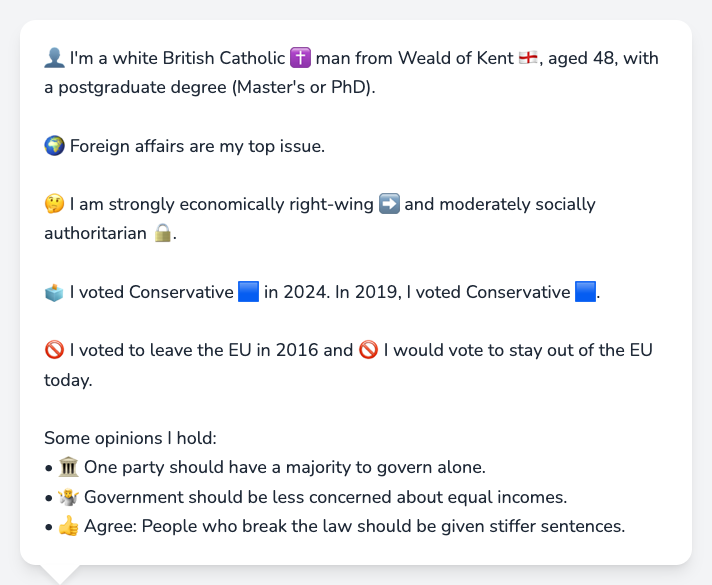 👤 I'm a white British Catholic ✝️ man from Weald of Kent 🏴󠁧󠁢󠁥󠁮󠁧󠁿, aged 48, with
a postgraduate degree (Master's or PhD).
🌍 Foreign affairs are my top issue.
🤔 I am strongly economically right-wing ➡️ and moderately socially
authoritarian 🔒.
🗳️ I voted Conservative 🟦 in 2024. In 2019, I voted Conservative 🟦.
🚫 I voted to leave the EU in 2016 and 🚫 I would vote to stay out of the EU
today.
Some opinions I hold:
• 🏛️ One party should have a majority to govern alone.
• 🤷 Government should be less concerned about equal incomes.
• 👍 Agree: People who break the law should be given stiffer sentences.